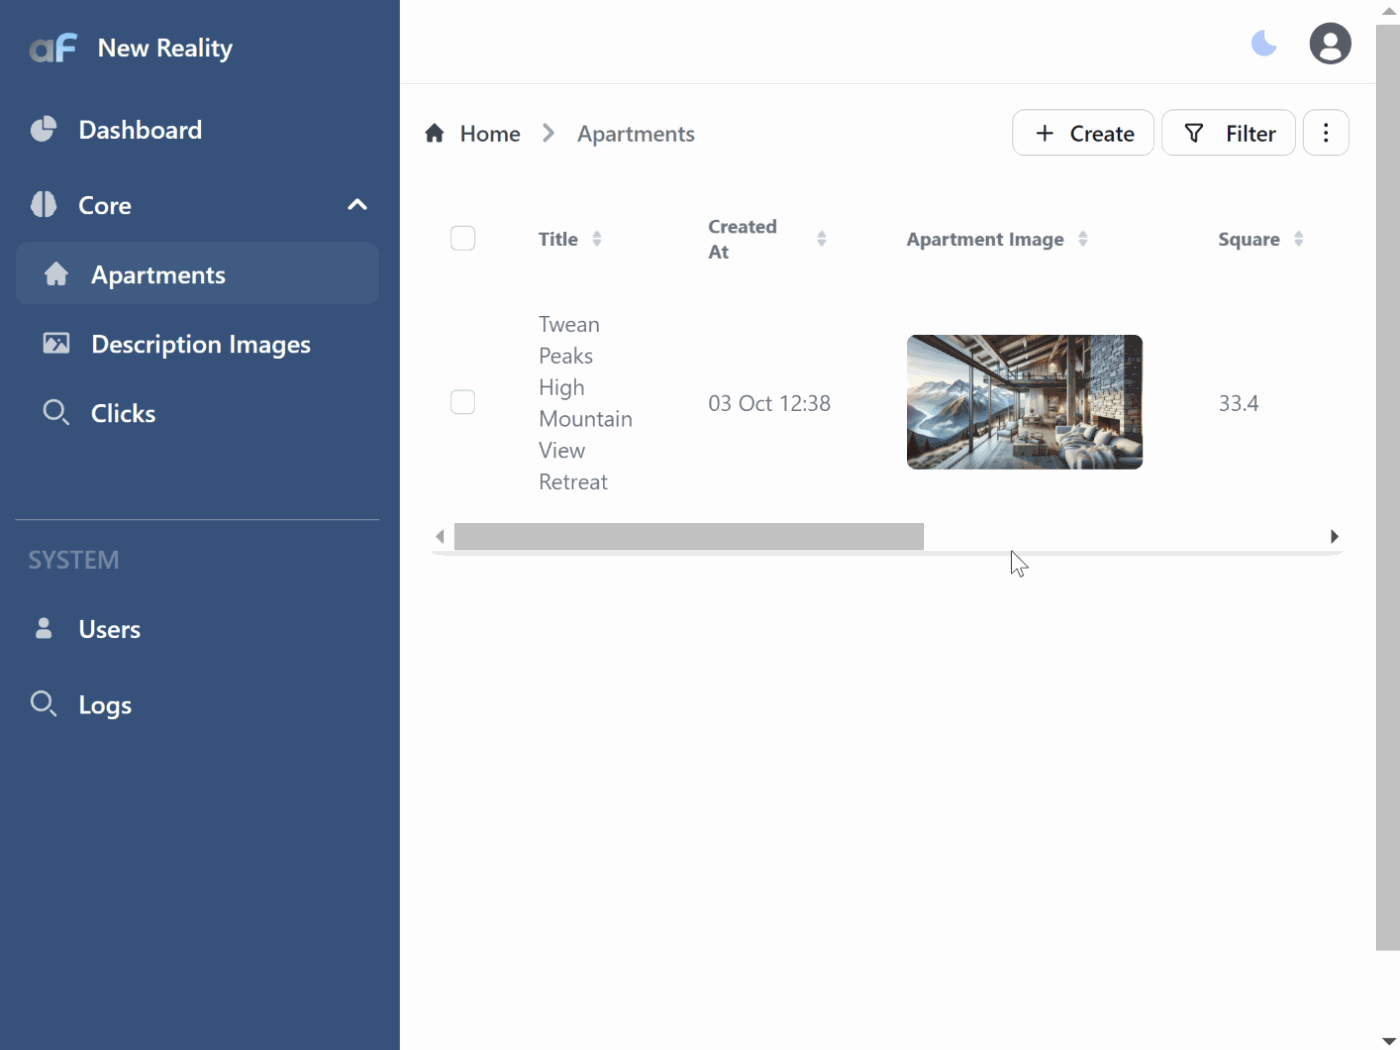 aF New Reality
Dashboard
Core
Apartments
Description Images
Clicks
SYSTEM
Users
Logs
Home
Apartments
Create
Filter
Title
Created
At
Apartment Image
Square
Twean
Peaks
High
Mountain
View
Retreat
03 Oct 12:38
33.4